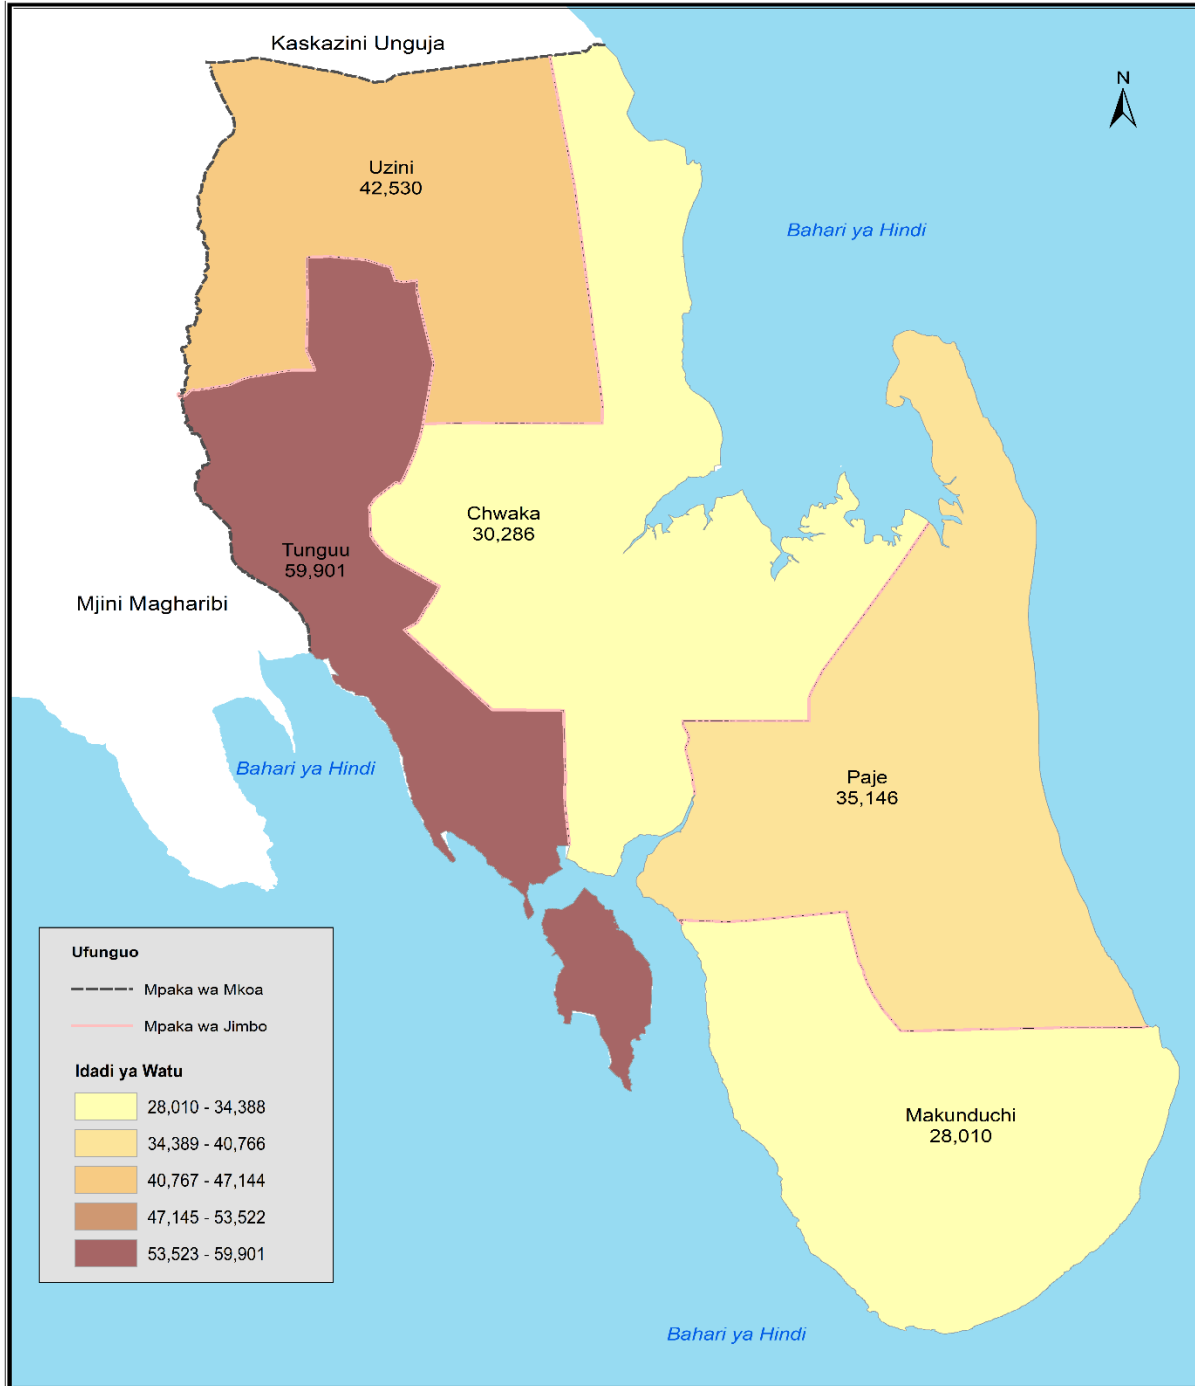 Kaskazini Unguja
N
Uzini
42,530
Bahari ya Hindi
Chwaka
30,286
Tunguu
59,901
Mjini Magharibi
Bahari ya Hindi
Paje
35,146
Ufunguo
Mpaka wa Mkoa
Mpaka wa Jimbo
Idadi ya Watu
28,010 - 34,388
34,389 - 40,766
40,767 - 47,144
47,145 - 53,522
53,523 - 59,901
Makunduchi
28,010
Bahari ya Hindi